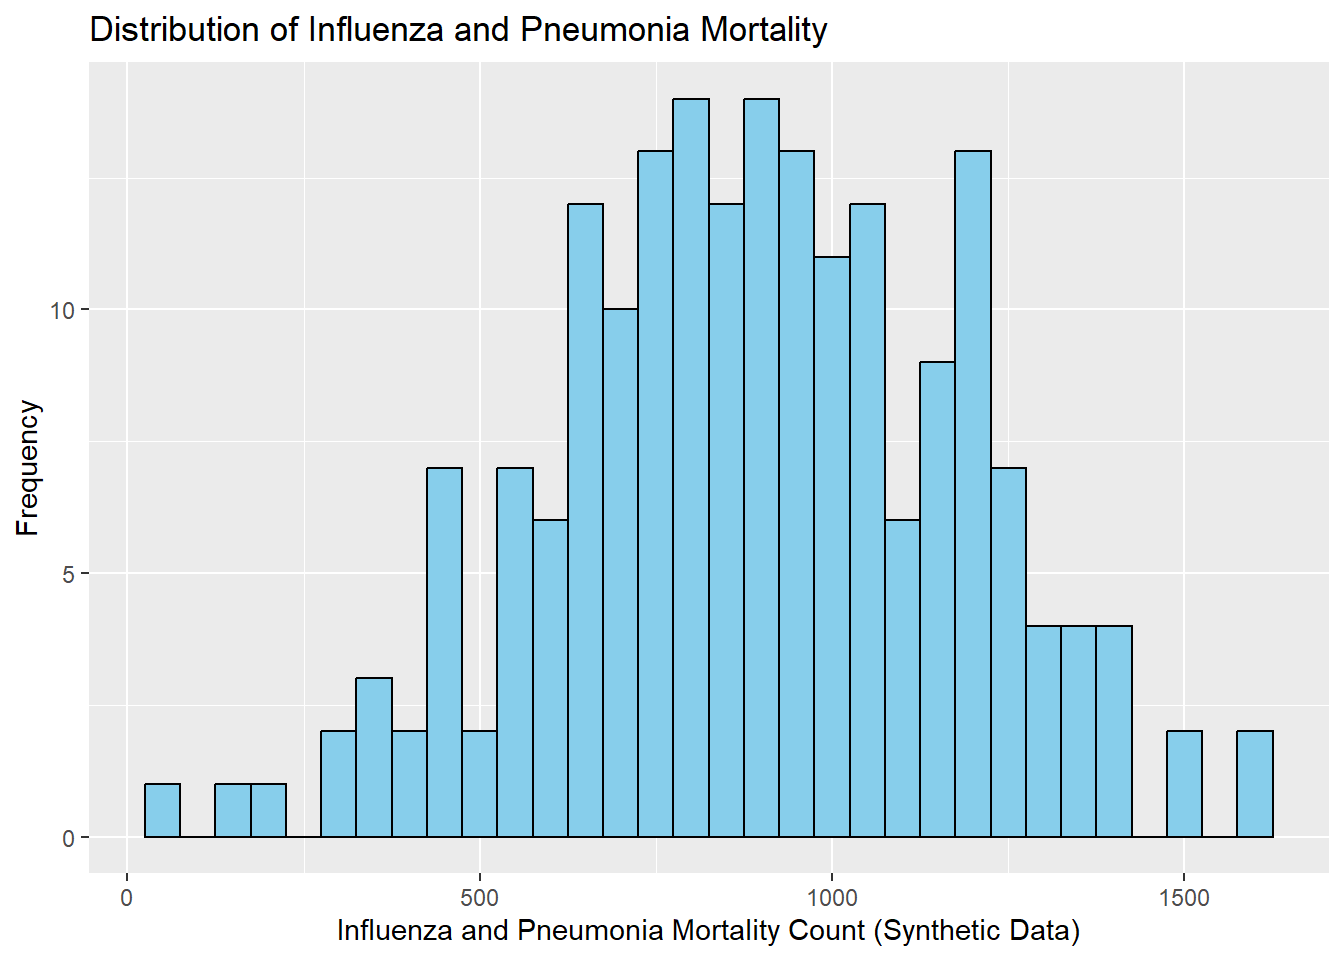 Distribution of Influenza and Pneumonia Mortality
Frequency
10
5
0
0
500
1000
1500
Influenza and Pneumonia Mortality Count (Synthetic Data)